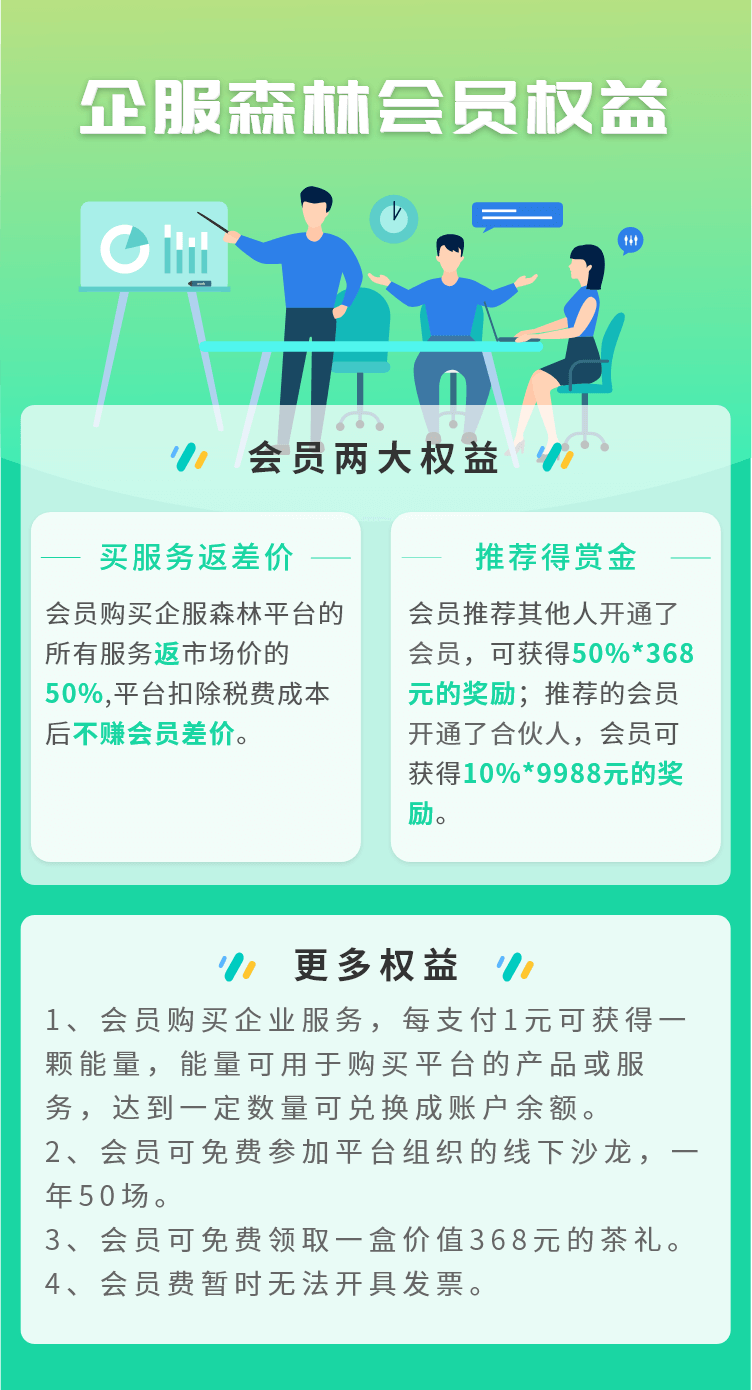 企服森林会员权益
会员两大权益
买服务返差价
会员购买企服森林平台的
所有服务返市场价的
50%,平台扣除税费成本
后不赚会员差价。
推荐得赏金
会员推荐其他人开通了
会员，可获得50%*368
元的奖励；推荐的会员
开通了合伙人，会员可
获得10%*9988元的奖
励。
更多权益
1、会员购买企业服务，每支付1元可获得一
颗能量，能量可用于购买平台的产品或服
务，达到一定数量可兑换成账户余额。
2、会员可免费参加平台组织的线下沙龙，一
年50场。
3、会员可免费领取一盒价值368元的茶礼。
4、会员费暂时无法开具发票。